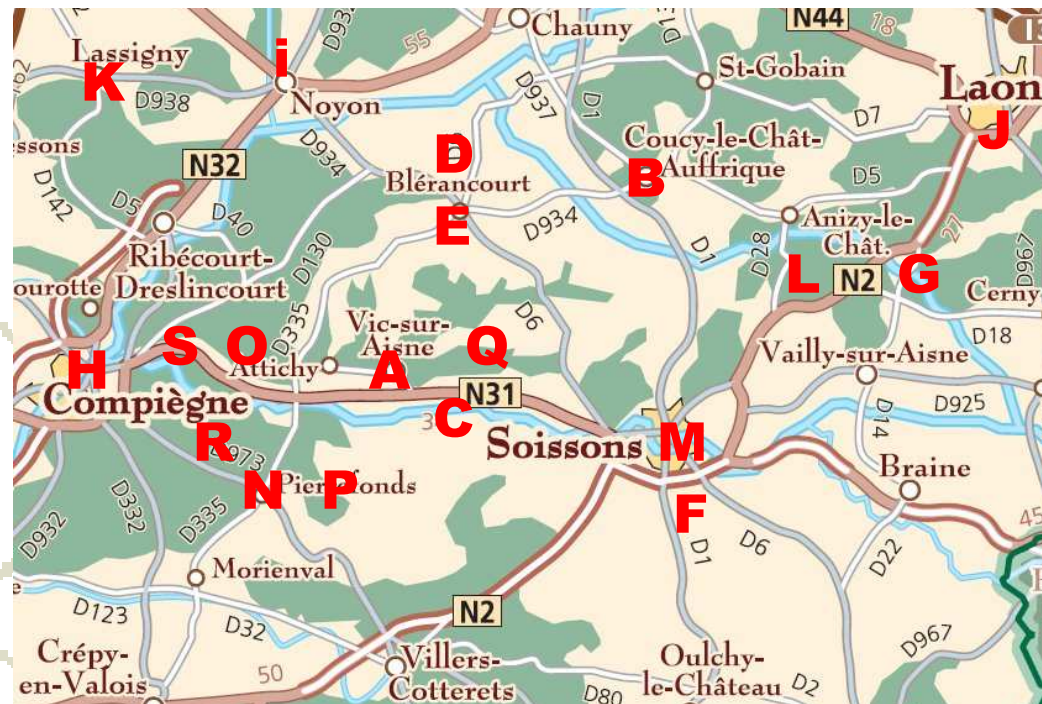 D93
Chauny
N44
18
Lassigny
i
55
St-Gobain
K
D938
Noyon
D937
D1
Laon
D7
J
essons
N32
D934
D
Coucy-le-Chât-
Auffrique
B
Blérancourt
D5
D142
D5
D40
E
D934
Anizy-le-
Chât.
27
D967
Ribécourt-
Dreslincourt
D130
D1
D28
L
N2
G
Cerny
ourotte
D335
Vic-sur-
Aisne
D6
D18
S
O
Q
Vailly-sur-Aisne
H
Attichy
A
N31
Compiègne
C
3
D925
R
D973
Soissons
M
D14
Braine
N
Pierrefonds
P
D332
D335
D932
F
45
D1
D6
D22
Morienval
D123
D32
N2
D967
Crépy-
en-Valois
50
Villers-
Cotterets
Oulchy-
le-Château
D80
D2